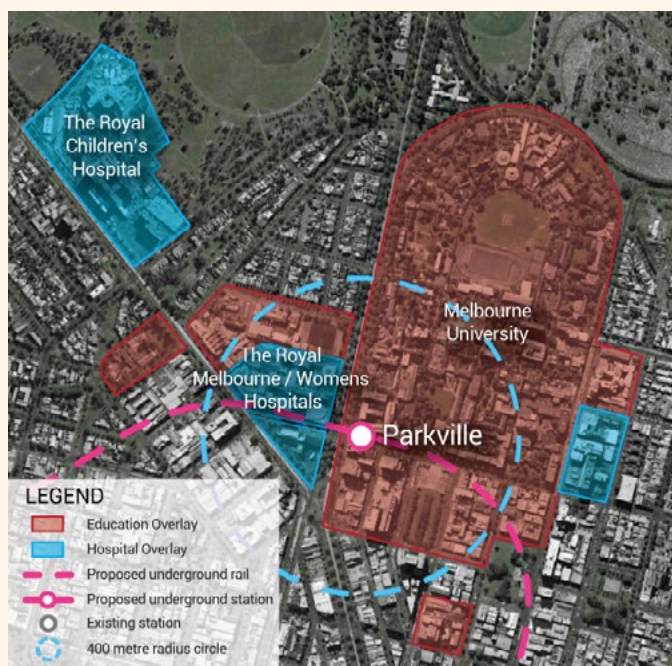 The Royal
Children's
Hospital
Melbourne
University
The Royal
Melbourne / Womens
Hospitals
Parkville
LEGEND
Education Overlay
Hospital Overlay
Proposed underground rail
Proposed underground station
Existing station
400 metre radius circle